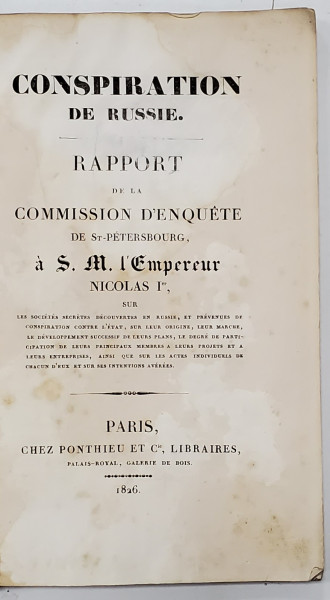 CONSPIRATION
DE RUSSIE.
RAPPORT
DE LA
COMMISSION D'ENQUÊTE
DE St-PÉTERSBOURG,
à S. M. l'Empereur
NICOLAS Ier,
SUR
LES SOCIÉTÉS SECRÈTES DÉCOUVERTES EN RUSSIE, ET PRÉVENUES DE
CONSPIRATION CONTRE L'ÉTAT, SUR LEUR ORIGINE, LEUR MARCHE,
LE DÉVELOPPEMENT SUCCESSIF DE LEURS PLANS, LE DEGRÉ DE PARTI-
CIPATION DE LEURS PRINCIPAUX MEMBRES A LEURS PROJETS ET A
LEURS ENTREPRISES, AINSI QUE SUR LES ACTES INDIVIDUELS DE
CHACUN D'EUX ET SUR SES INTENTIONS AVÉRÉES.
PARIS,
CHEZ PONTHIEU ET Cie, LIBRAIRES,
PALAIS-ROYAL, GALERIE DE BOIS.
1826.